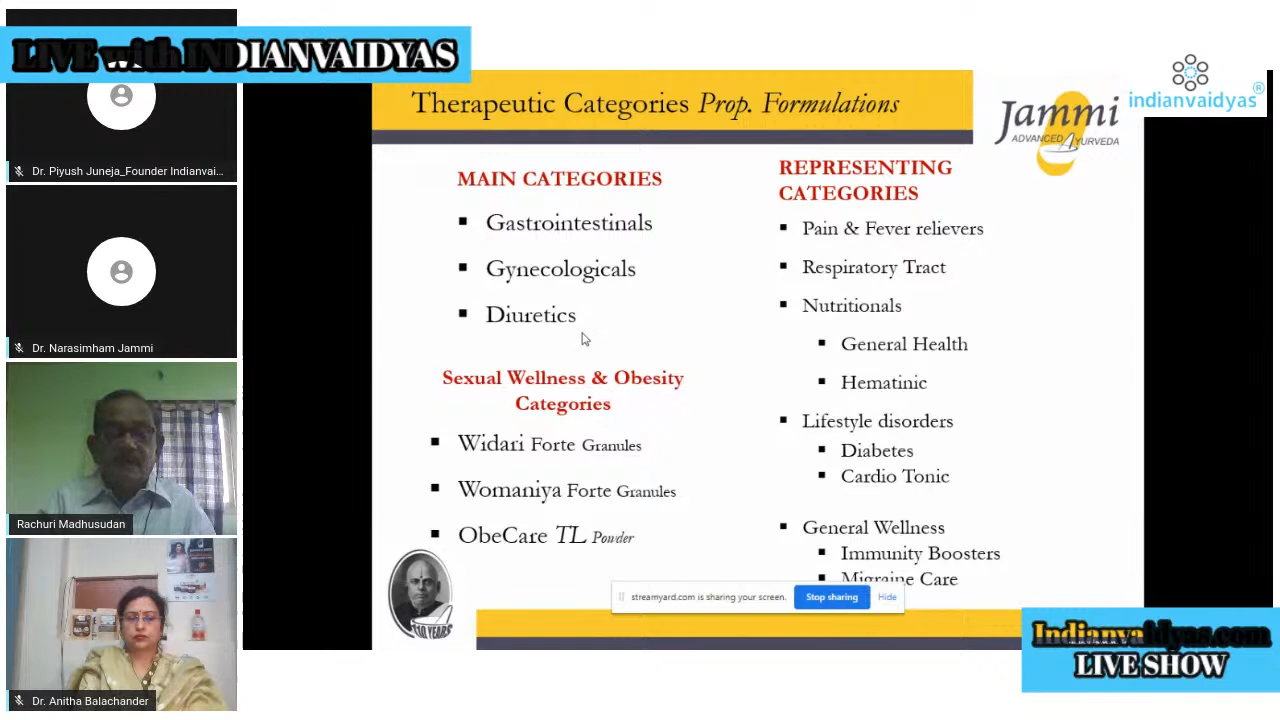 LIVE with INDIANVAIDYAS
Dr. Piyush Juneja_Founder Indianvai...
Dr. Narasimham Jammi
Rachuri Madhusudan
Dr. Anitha Balachander
Therapeutic Categories Prop. Formulations
Jammi
ADVANCED AYURVEDA
indianvaidyas®
MAIN CATEGORIES
▪ Gastrointestinals
▪ Gynecologicals
▪ Diuretics
Sexual Wellness & Obesity
Categories
▪ Widari Forte Granules
▪ Womaniya Forte Granules
▪ ObeCare TL Powder
REPRESENTING
CATEGORIES
▪ Pain & Fever relievers
▪ Respiratory Tract
▪ Nutritionals
▪ General Health
▪ Hematinic
▪ Lifestyle disorders
▪ Diabetes
▪ Cardio Tonic
▪ General Wellness
▪ Immunity Boosters
▪ Migraine Care
110 YEARS
streamyard.com is sharing your screen. Stop sharing Hide
Indianvaidyas.com
LIVE SHOW